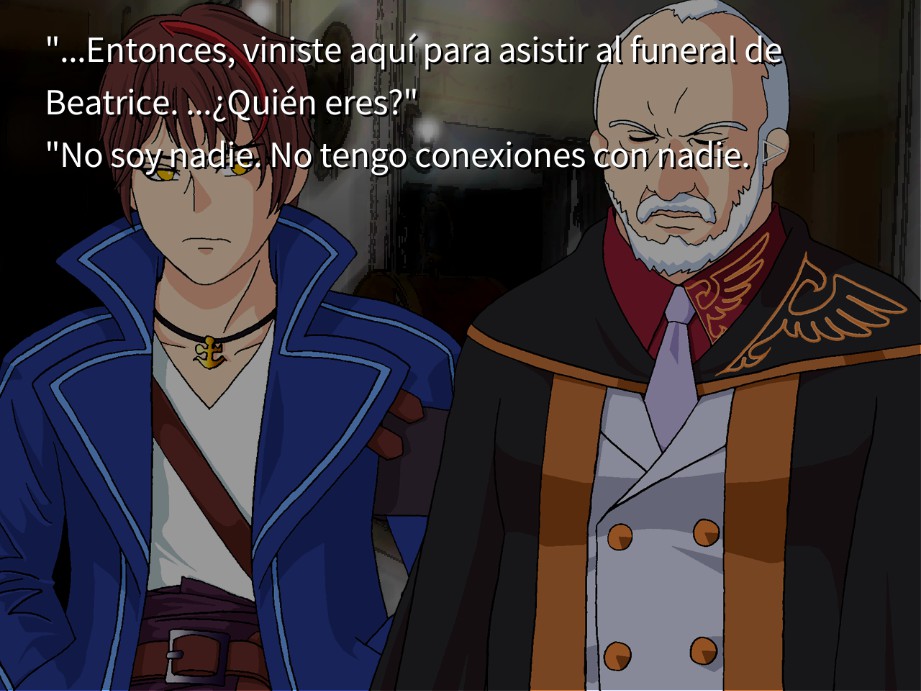 "...Entonces, viniste aquí para asistir al funeral de
Beatrice. ...¿Quién eres?"
"No soy nadie. No tengo conexiones con nadie.